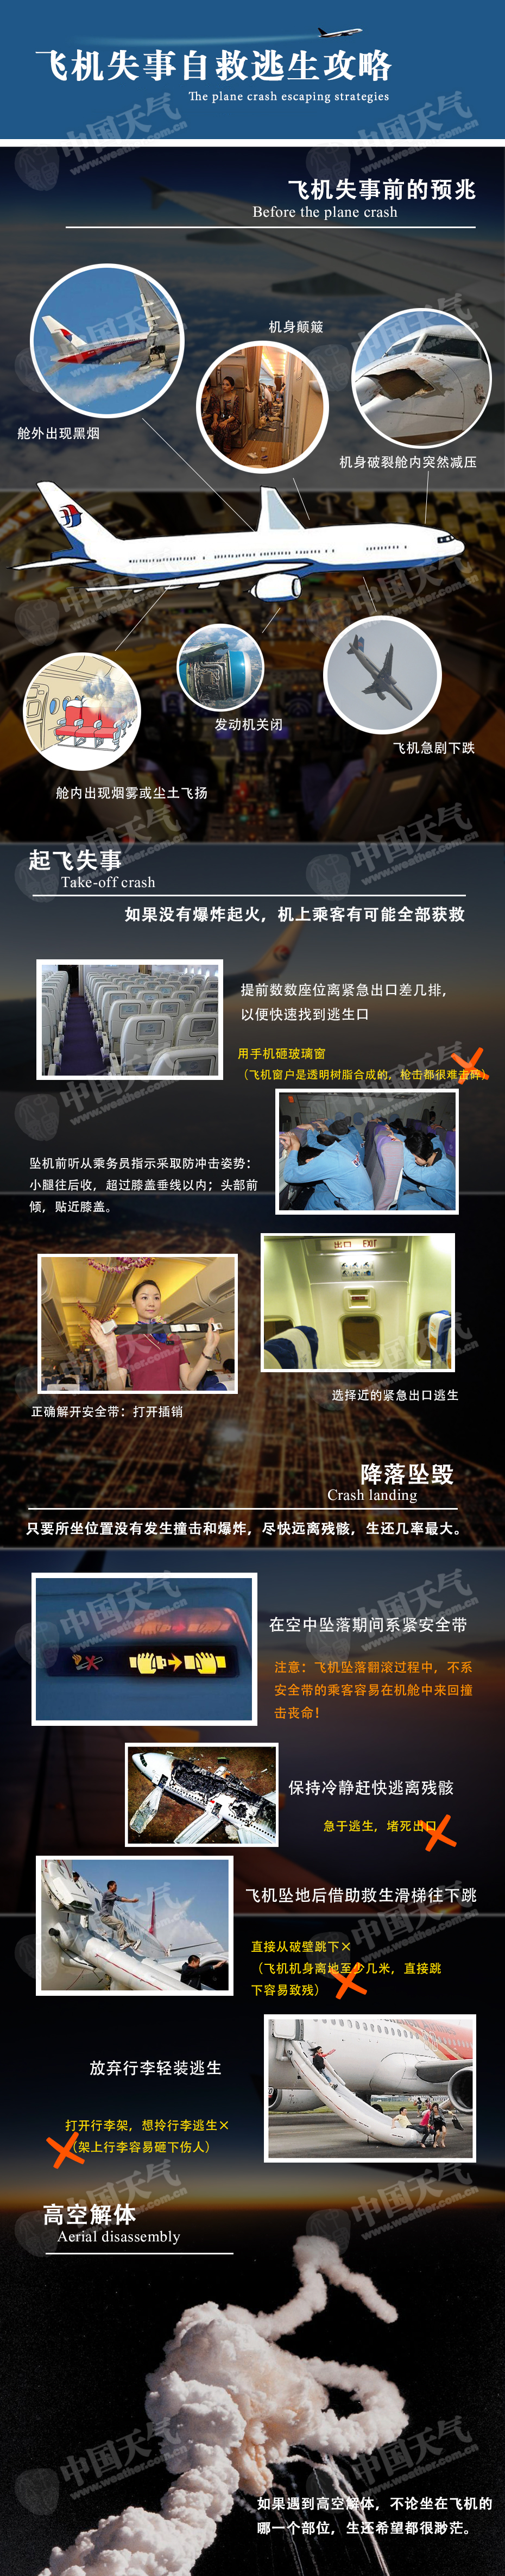 飞机失事自救逃生攻略
The plane crash escaping strategies
飞机失事前的预兆
Before the plane crash
机身颠簸
舱外出现黑烟
机身破裂舱内突然减压
发动机关闭
飞机急剧下跌
舱内出现烟雾或尘土飞扬
起飞失事
Take-off crash
如果没有爆炸起火，机上乘客有可能全部获救
提前数数座位离紧急出口差几排，
以便快速找到逃生口
用手机砸玻璃窗
（飞机窗户是透明树脂合成的，枪击都很难击碎）
坠机前听从乘务员指示采取防冲击姿势：
小腿往后收，超过膝盖垂线以内；头部前
倾，贴近膝盖。
出口 EXIT
选择近的紧急出口逃生
正确解开安全带：打开插销
降落坠毁
Crash landing
只要所坐位置没有发生撞击和爆炸，尽快远离残骸，生还几率最大。
在空中坠落期间系紧安全带
注意：飞机坠落翻滚过程中，不系
安全带的乘客容易在机舱中来回撞
击丧命！
保持冷静赶快逃离残骸
急于逃生，堵死出口
飞机坠地后借助救生滑梯往下跳
直接从破壁跳下×
（飞机机身离地至少几米，直接跳
下容易致残）
放弃行李轻装逃生
打开行李架，想拎行李逃生×
（架上行李容易砸下伤人）
高空解体
Aerial disassembly
如果遇到高空解体，不论坐在飞机的
哪一个部位，生还希望都很渺茫。
中国天气
www.weather.com.cn